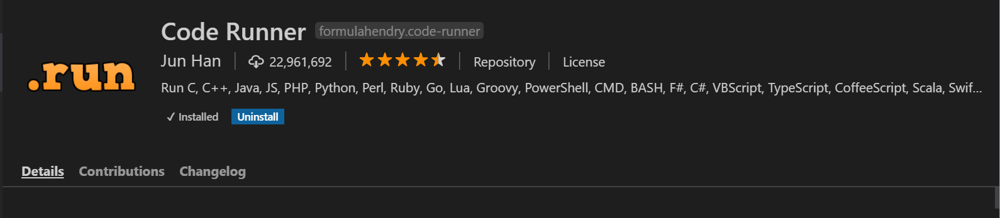 .run
Code Runner formulahendry.code-runner
Jun Han 22,961,692 Repository License
Run C, C++, Java, JS, PHP, Python, Perl, Ruby, Go, Lua, Groovy, PowerShell, CMD, BASH, F#, C#, VBScript, TypeScript, CoffeeScript, Scala, Swif...
✓ Installed Uninstall
Details Contributions Changelog